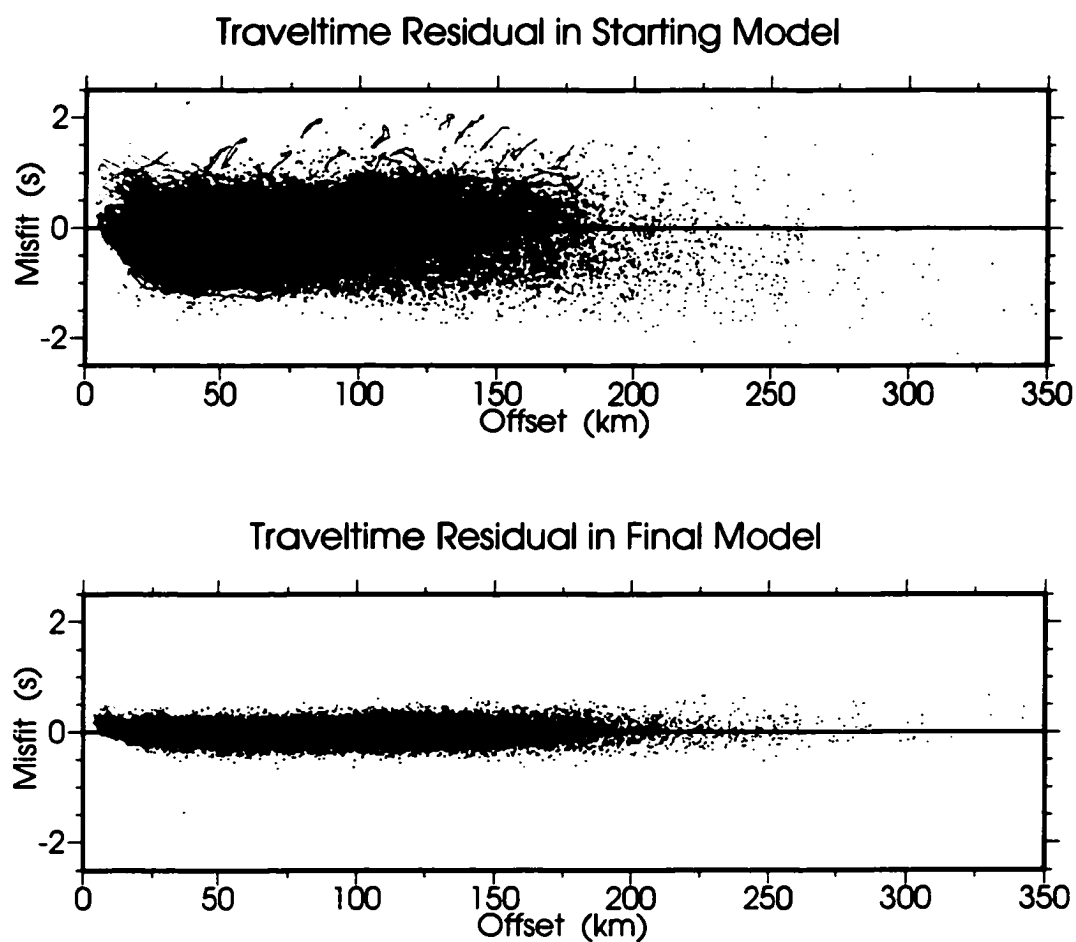 Traveltime Residual in Starting Model
2
0
-2
Misfit (s)
0 50 100 150 200 250 300 350
Offset (km)
Traveltime Residual in Final Model
2
0
-2
Misfit (s)
0 50 100 150 200 250 300 350
Offset (km)